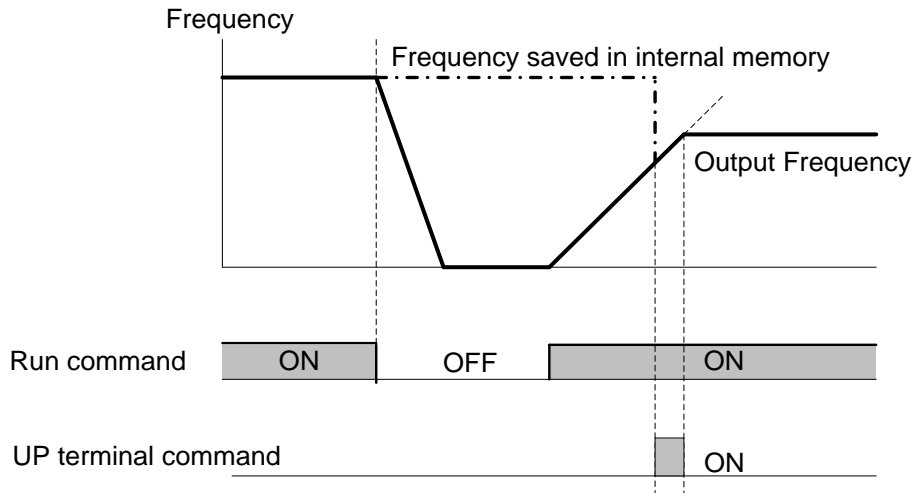 Frequency
Frequency saved in internal memory
Output Frequency
Run command
ON
OFF
ON
UP terminal command
ON